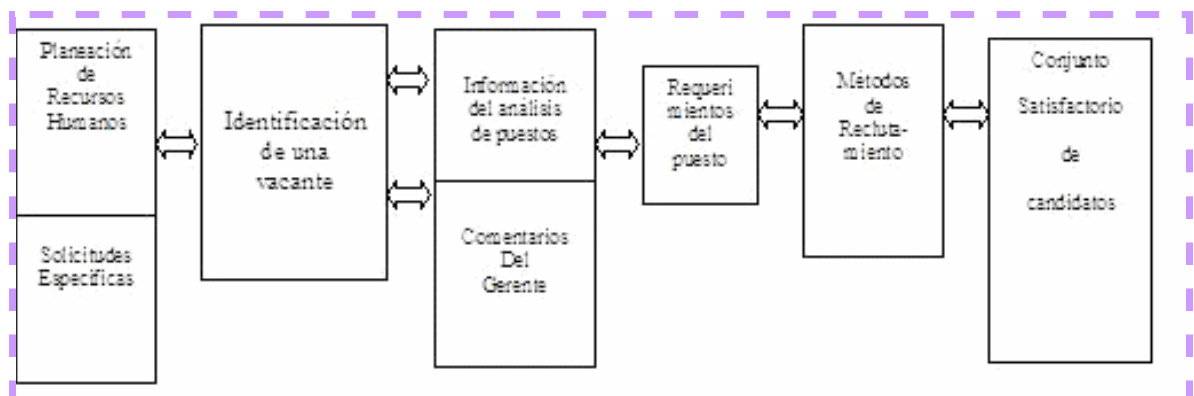 Planeación
de
Recursos
Humanos
Solicitudes
Específicas
Identificación
de una
vacante
Información
del análisis
de puestos
Comentarios
Del
Gerente
Requeri
mientos
del
puesto
Métodos
de
Recluta-
miento
Conjunto
Satisfactorio
de
candidatos